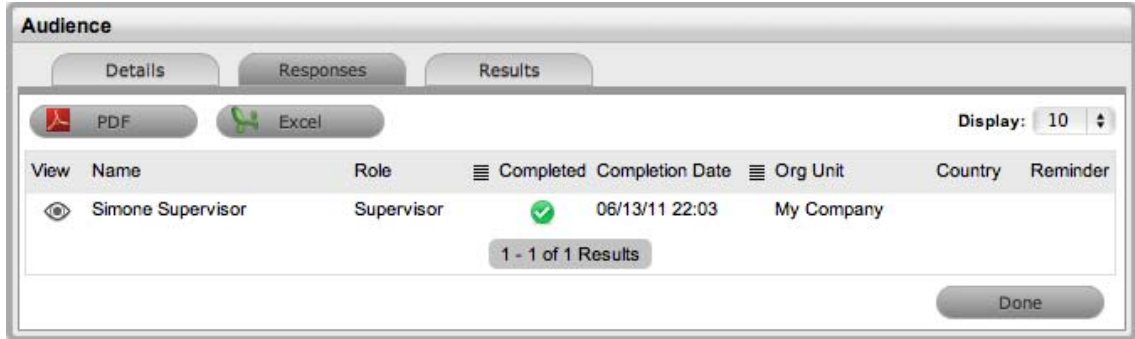 Audience
Details Responses Results
PDF Excel Display: 10
View Name Role Completed Completion Date Org Unit Country Reminder
Simone Supervisor Supervisor 06/13/11 22:03 My Company
1 - 1 of 1 Results
Done